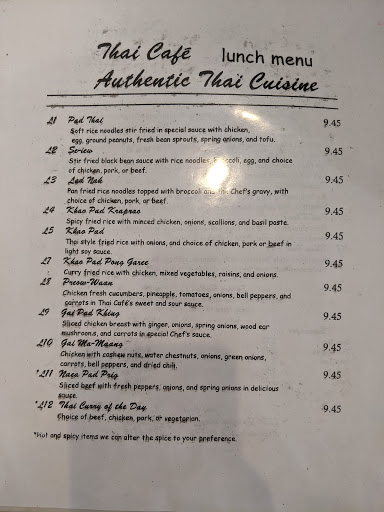 Thai Café lunch menu
Authentic Thai Cuisine
L1 Pad Thai 9.45
Soft rice noodles stir fried in special sauce with chicken,
egg, ground peanuts, fresh bean sprouts, spring onions, and tofu.
L2 Se-iew 9.45
Stir fried black bean sauce with rice noodles, broccoli, egg, and choice
of chicken, pork, or beef.
L3 Lad Nah 9.45
Pan fried rice noodles topped with broccoli and Chef's gravy, with
choice of chicken, pork, or beef.
L4 Khao Pad Kraprao 9.45
Spicy fried rice with minced chicken, onions, scallions, and basil paste.
L5 Khao Pad 9.45
Thai style fried rice with onions, and choice of chicken, pork or beef in
light soy sauce.
L7 Khao Pad Pong Garee 9.45
Curry fried rice with chicken, mixed vegetables, raisins, and onions.
L8 Preow-Waan 9.45
Chicken fresh cucumbers, pineapple, tomatoes, onions, bell peppers, and
carrots in Thai Café's sweet and sour sauce.
L9 Gai Pad Khing 9.45
Sliced chicken breast with ginger, onions, spring onions, wood ear
mushrooms, and carrots in special Chef's sauce.
L10 Gai Ma-Maang 9.45
Chicken with cashew nuts, water chestnuts, onions, green onions,
carrots, bell peppers, and dried chili.
*L11 Naea Pad Prig 9.45
Sliced beef with fresh peppers, onions, and spring onions in delicious
sauce.
*L12 Thai Curry of the Day 9.45
Choice of beef, chicken, pork, or vegetarian.
*Hot and spicy items we can alter the spice to your preference.